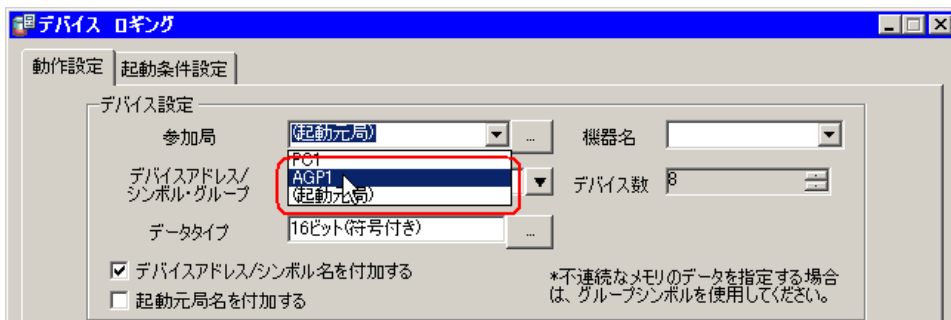 デバイス ロギング
動作設定 起動条件設定
デバイス設定
参加局 (起動元局) ... 機器名
PC1
AGP1
(起動元局)
デバイスアドレス/
シンボル・グループ
デバイス数 8
データタイプ 16ビット(符号付き) ...
デバイスアドレス/シンボル名を付加する
起動元局名を付加する
*不連続なメモリのデータを指定する場合
は、グループシンボルを使用してください。